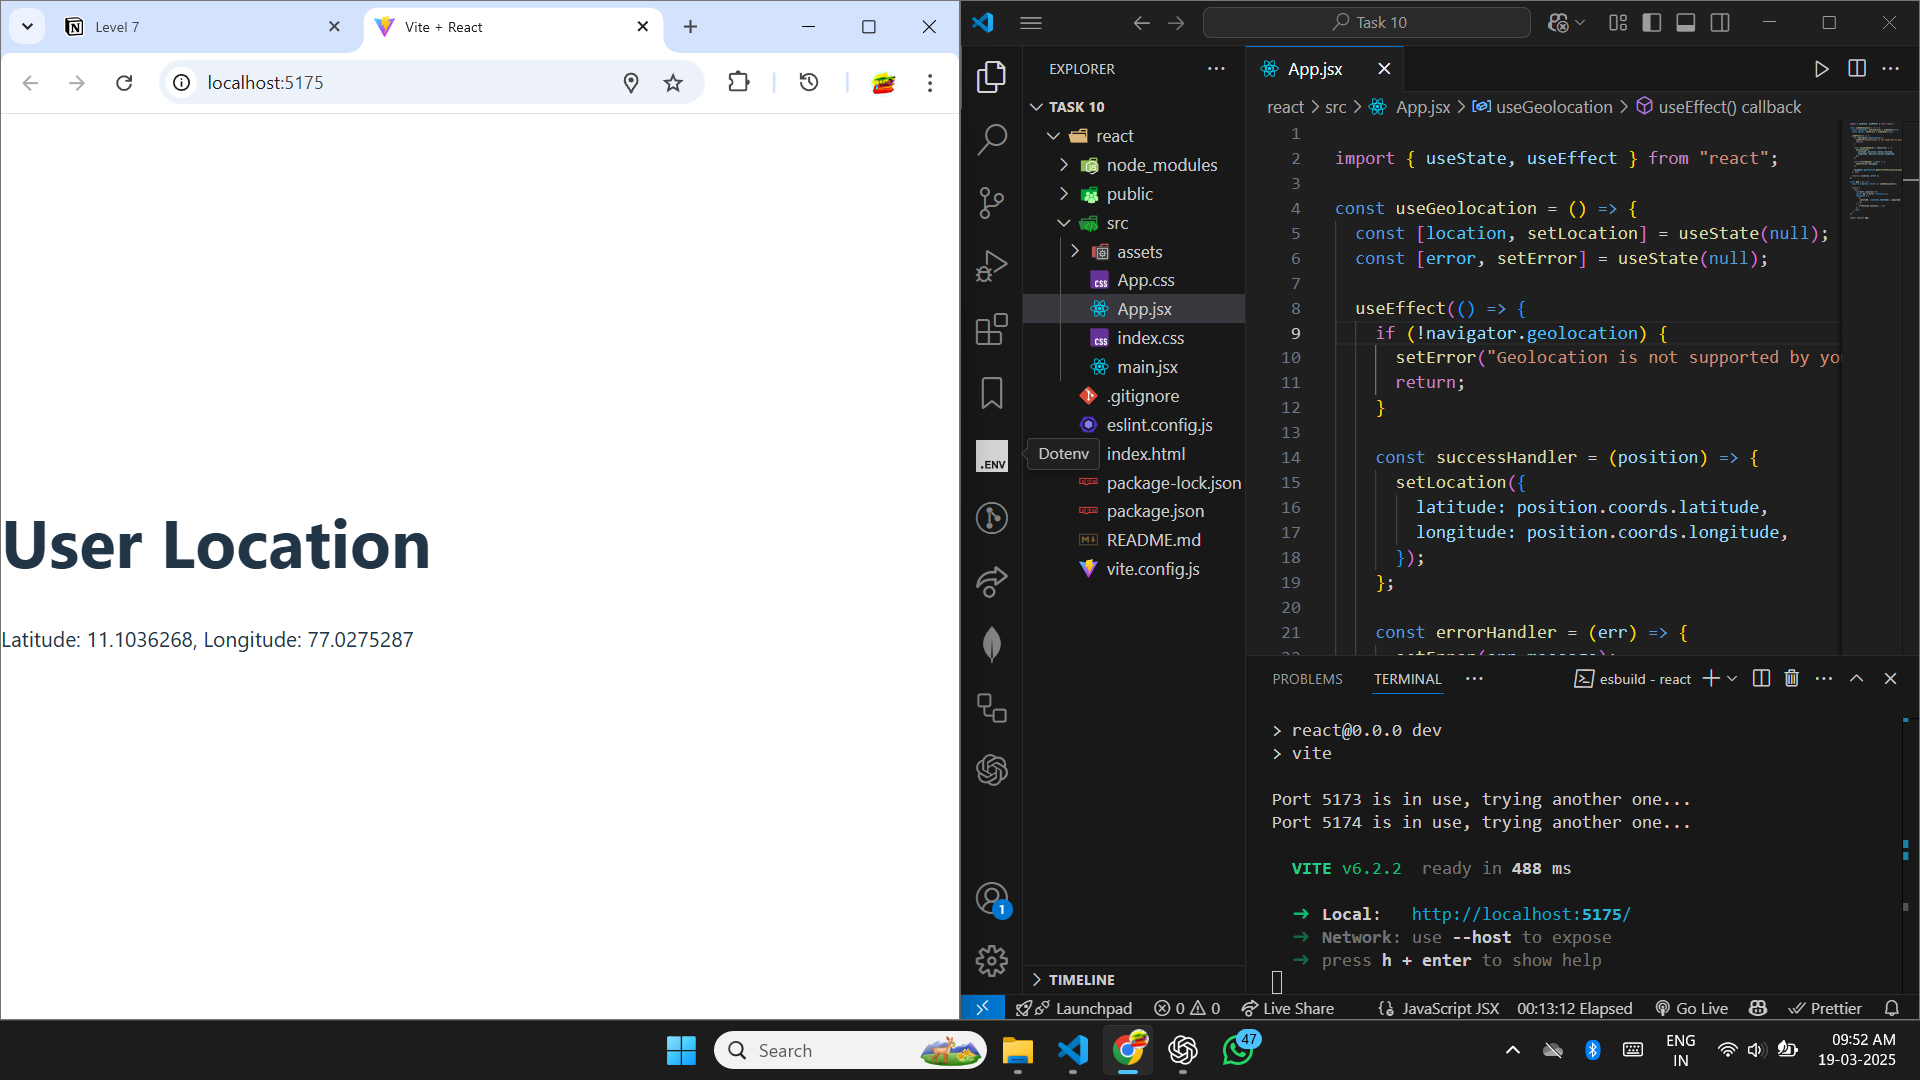 Level 7
Vite + React
localhost:5175
User Location
Latitude: 11.1036268, Longitude: 77.0275287
Task 10
EXPLORER
TASK 10
react
node_modules
public
src
assets
App.css
App.jsx
index.css
main.jsx
.gitignore
eslint.config.js
.ENV
Dotenv
index.html
package-lock.json
package.json
README.md
vite.config.js
1
TIMELINE
App.jsx
react > src > App.jsx > useGeolocation > useEffect() callback
1
2 import { useState, useEffect } from "react";
3
4 const useGeolocation = () => {
5 const [location, setLocation] = useState(null);
6 const [error, setError] = useState(null);
7
8 useEffect(() => {
9 if (!navigator.geolocation) {
10 setError("Geolocation is not supported by you
11 return;
12 }
13
14 const successHandler = (position) => {
15 setLocation({
16 latitude: position.coords.latitude,
17 longitude: position.coords.longitude,
18 });
19 };
20
21 const errorHandler = (err) => {
PROBLEMS
TERMINAL
esbuild - react
> react@0.0.0 dev
> vite
Port 5173 is in use, trying another one...
Port 5174 is in use, trying another one...
VITE v6.2.2 ready in 488 ms
➜ Local: http://localhost:5175/
➜ Network: use --host to expose
➜ press h + enter to show help
Launchpad
0
0
Live Share
JavaScript JSX
00:13:12 Elapsed
Go Live
Prettier
Search
47
ENG
IN
09:52 AM
19-03-2025